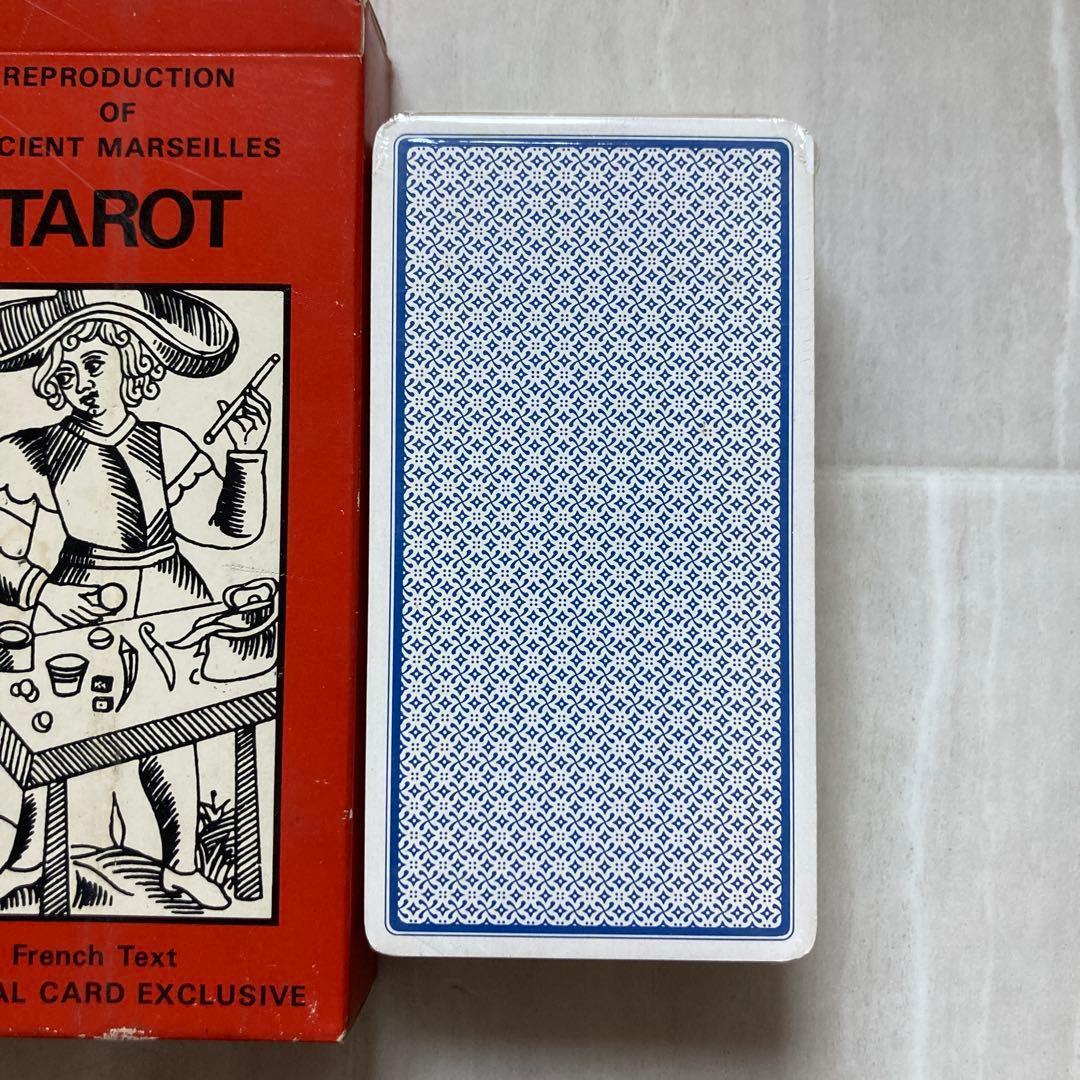 REPRODUCTION
OF
CIENT MARSEILLES
TAROT
French Text
AL CARD EXCLUSIVE